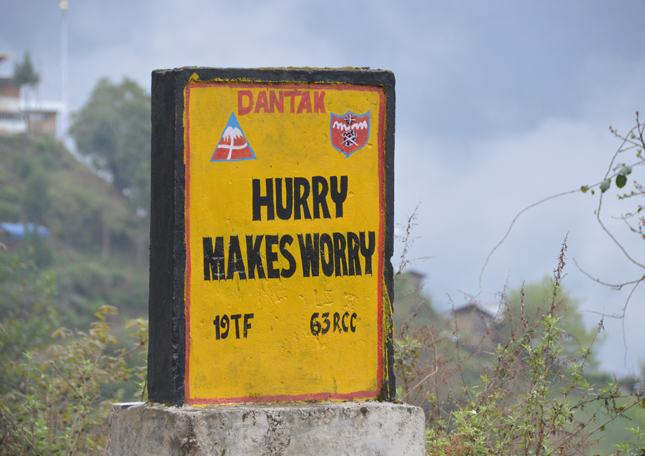 DANTAK
HURRY
MAKES WORRY
19TF 63RCC